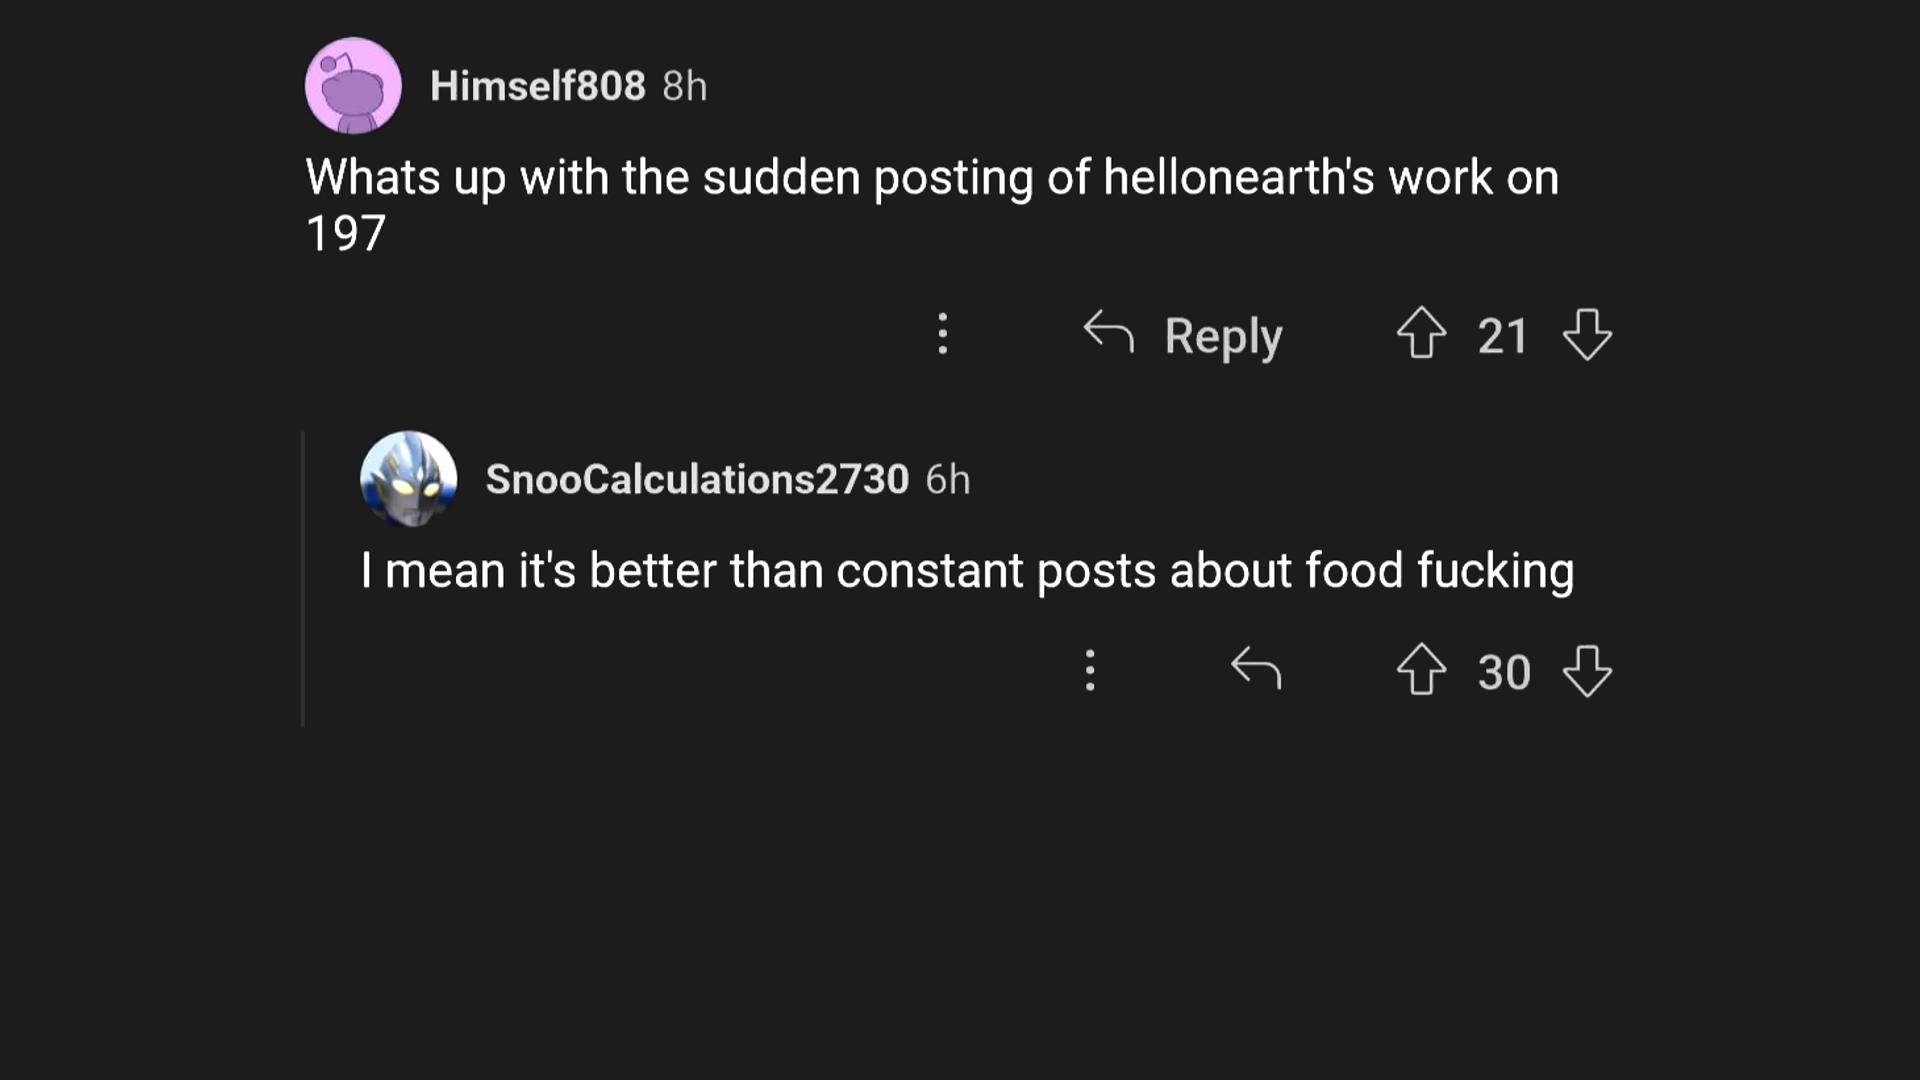 Himself808 8h
Whats up with the sudden posting of hellonearth's work on
197
Reply 21
SnooCalculations2730 6h
I mean it's better than constant posts about food fucking
30